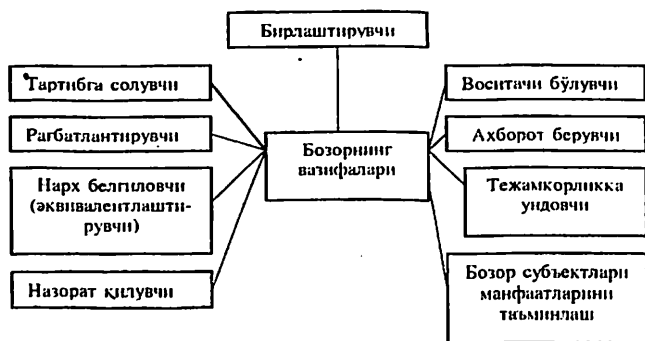 Бирлаштирувчи
Тартибга солувчи
Воситачи бўлувчи
Рағбатлантирувчи
Ахборот берувчи
Бозорнинг
вазифалари
Нарх белгиловчи
(эквивалентлашти-
рувчи)
Тежамкорликка
ундовчи
Назорат қилувчи
Бозор субъектлари
манфаатларини
таъминлаш